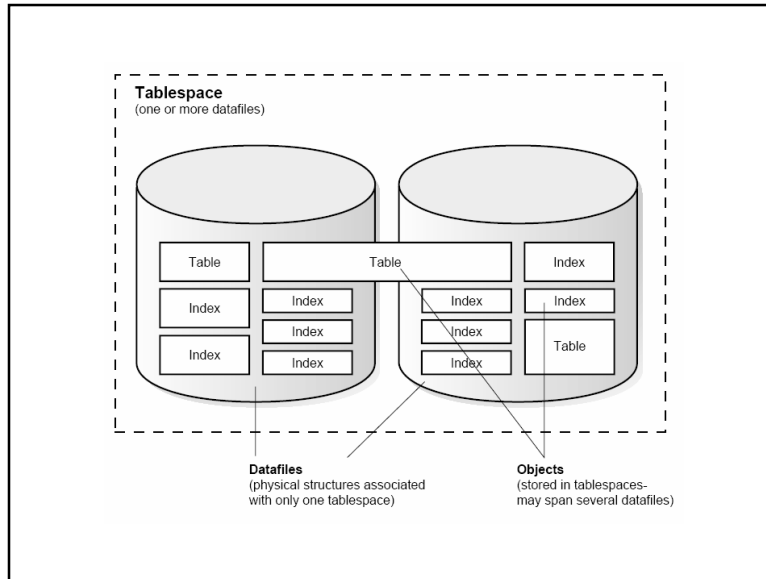 Tablespace
(one or more datafiles)
Table
Table
Index
Index
Index
Index
Index
Index
Index
Index
Index
Index
Table
Datafiles
(physical structures associated
with only one tablespace)
Objects
(stored in tablespaces-
may span several datafiles)